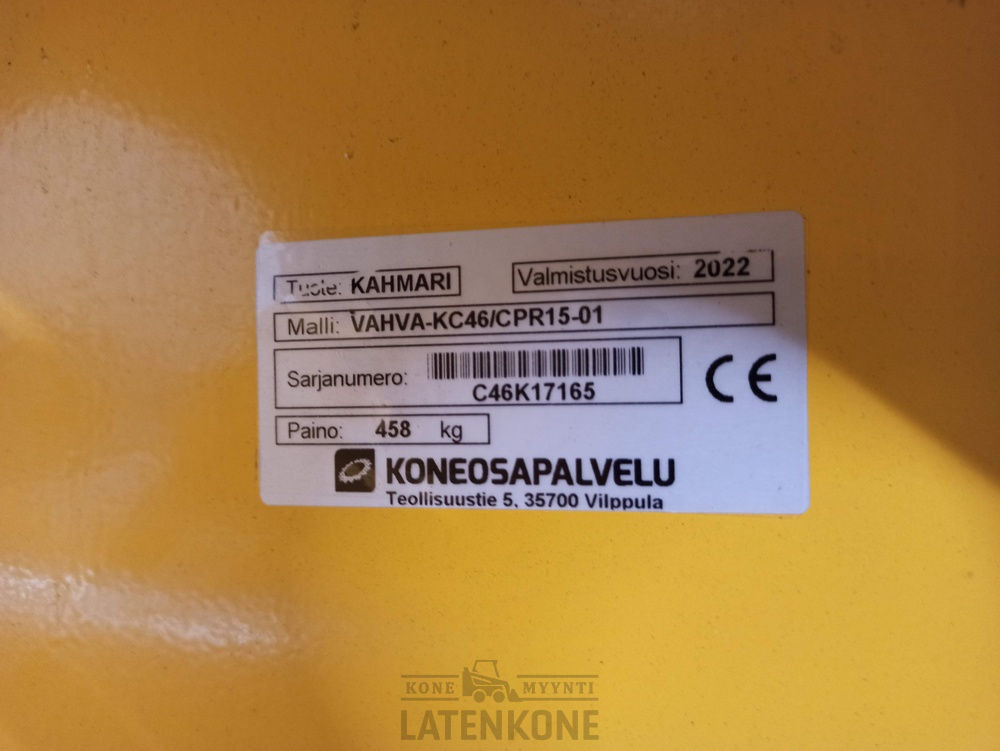 Tuote: KAHMARI
Valmistusvuosi: 2022
Malli: VAHVA-KC46/CPR15-01
Sarjanumero:
C46K17165
Paino: 458 kg
CE
KONEOSAPALVELU
Teollisuustie 5, 35700 Vilppula
KONE MYYNTI
LATENKONE